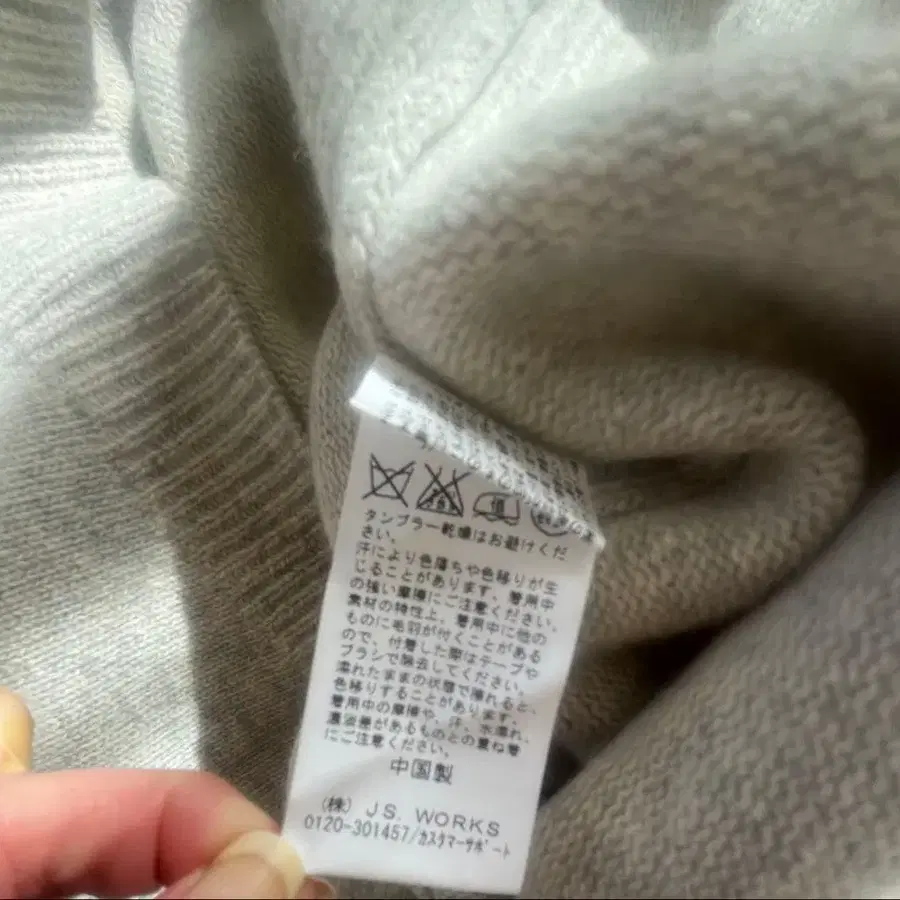 低
タンブラー乾燥はお避けくだ
さい。
汗により色落ちや色移りが生
じることがあります。着用中
の強い摩擦にご注意ください。
素材の特性上、着用中に他の
ものに毛羽が付くことがある
ので、付着した際はテープや
ブラシで除去してください。
濡れたままの状態で擦れると、
色移りすることがあります。
着用中の摩擦や、汗、水濡れ、
濃淡差があるものとの重ね着
にご注意ください。
中国製
(株) J.S. WORKS
0120-301457/カスタマーサポート